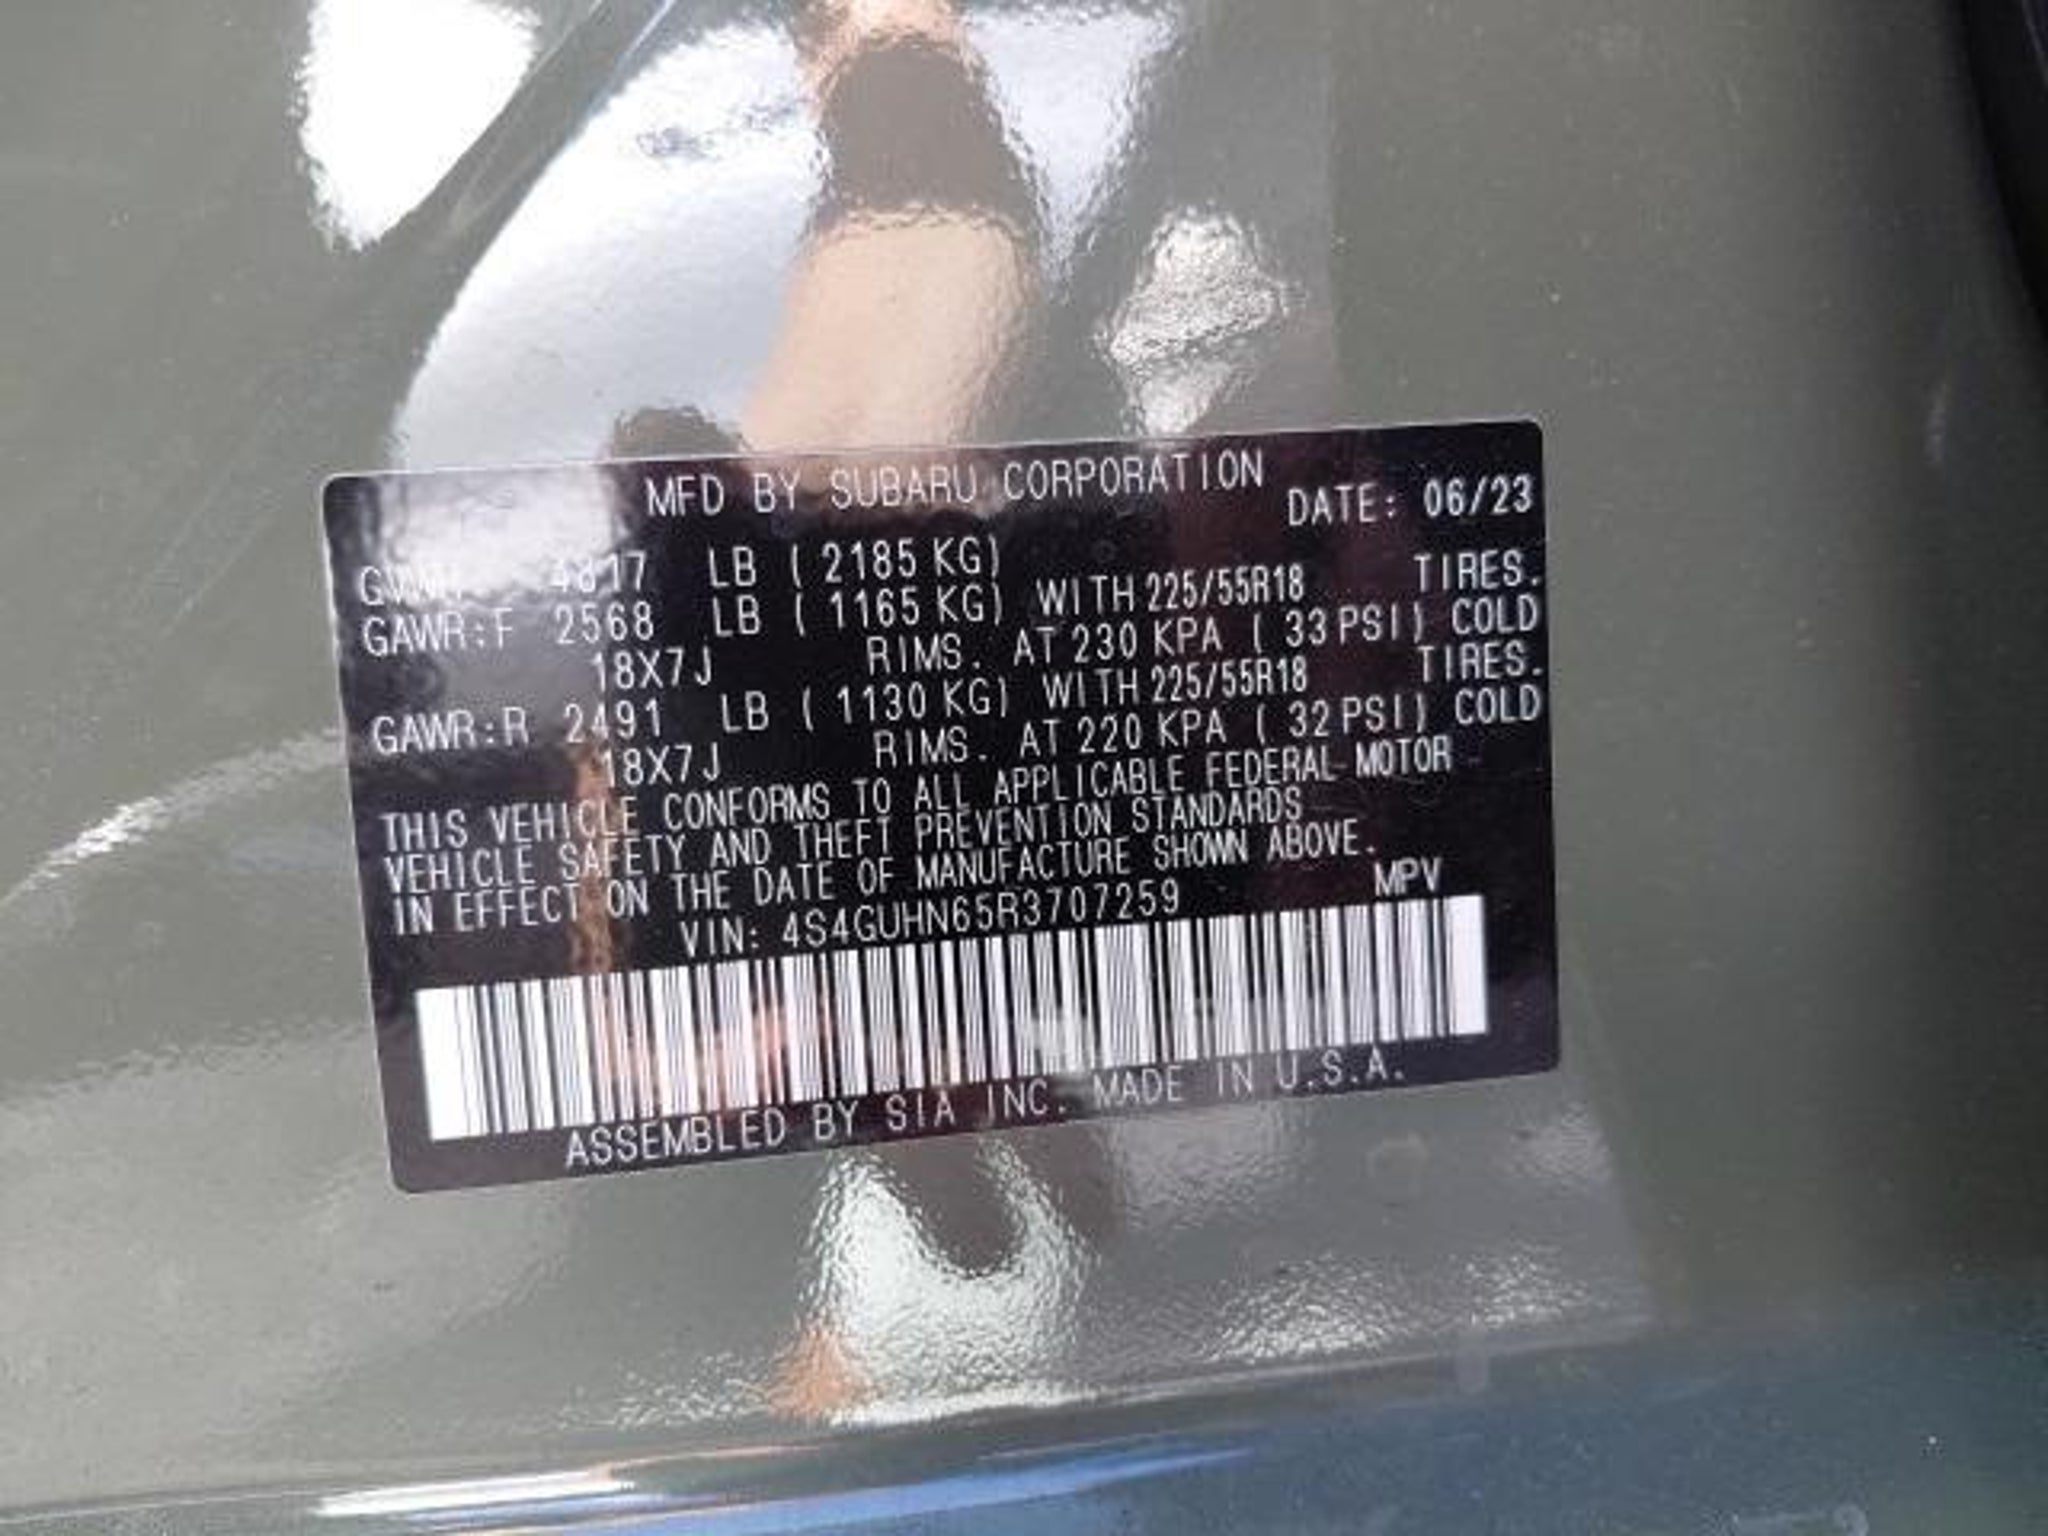 MFD BY SUBARU CORPORATION DATE: 06/23
GVWR 4817 LB ( 2185 KG)
GAWR:F 2568 LB ( 1165 KG) WITH 225/55R18 TIRES.
18X7J RIMS. AT 230 KPA ( 33 PSI) COLD
GAWR:R 2491 LB ( 1130 KG) WITH 225/55R18 TIRES.
18X7J RIMS. AT 220 KPA ( 32 PSI) COLD
THIS VEHICLE CONFORMS TO ALL APPLICABLE FEDERAL MOTOR
VEHICLE SAFETY AND THEFT PREVENTION STANDARDS
IN EFFECT ON THE DATE OF MANUFACTURE SHOWN ABOVE.
VIN: 4S4GUHN65R3707259 MPV
ASSEMBLED BY SIA INC. MADE IN U.S.A.